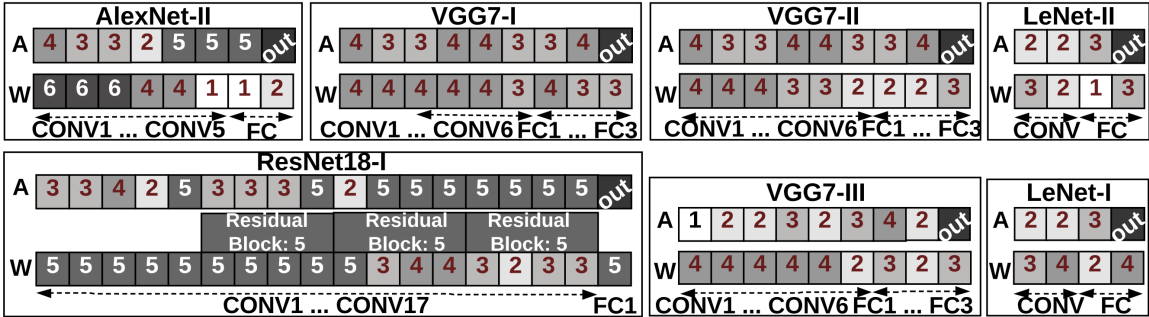 AlexNet-II
A 4 3 3 2 5 5 5 out
W 6 6 6 4 4 1 1 2
CONV1 ... CONV5 FC
VGG7-I
A 4 3 3 4 4 3 3 4 out
W 4 4 4 4 4 3 4 3 3
CONV1 ... CONV6 FC1 ... FC3
VGG7-II
A 4 3 3 4 4 3 3 4 out
W 4 4 4 3 3 2 2 2 3
CONV1 ... CONV6 FC1 ... FC3
LeNet-II
A 2 2 3 out
W 3 2 1 3
CONV FC
ResNet18-I
A 3 3 4 2 5 3 3 3 5 2 5 5 5 5 5 5 5 out
Residual Block: 5
Residual Block: 5
Residual Block: 5
W 5 5 5 5 5 5 5 5 5 5 3 4 4 3 2 3 3 5
CONV1 ... CONV17 FC1
VGG7-III
A 1 2 2 3 2 3 4 2 out
W 4 4 4 4 4 2 3 2 3
CONV1 ... CONV6 FC1 ... FC3
LeNet-I
A 2 2 3 out
W 3 4 2 4
CONV FC